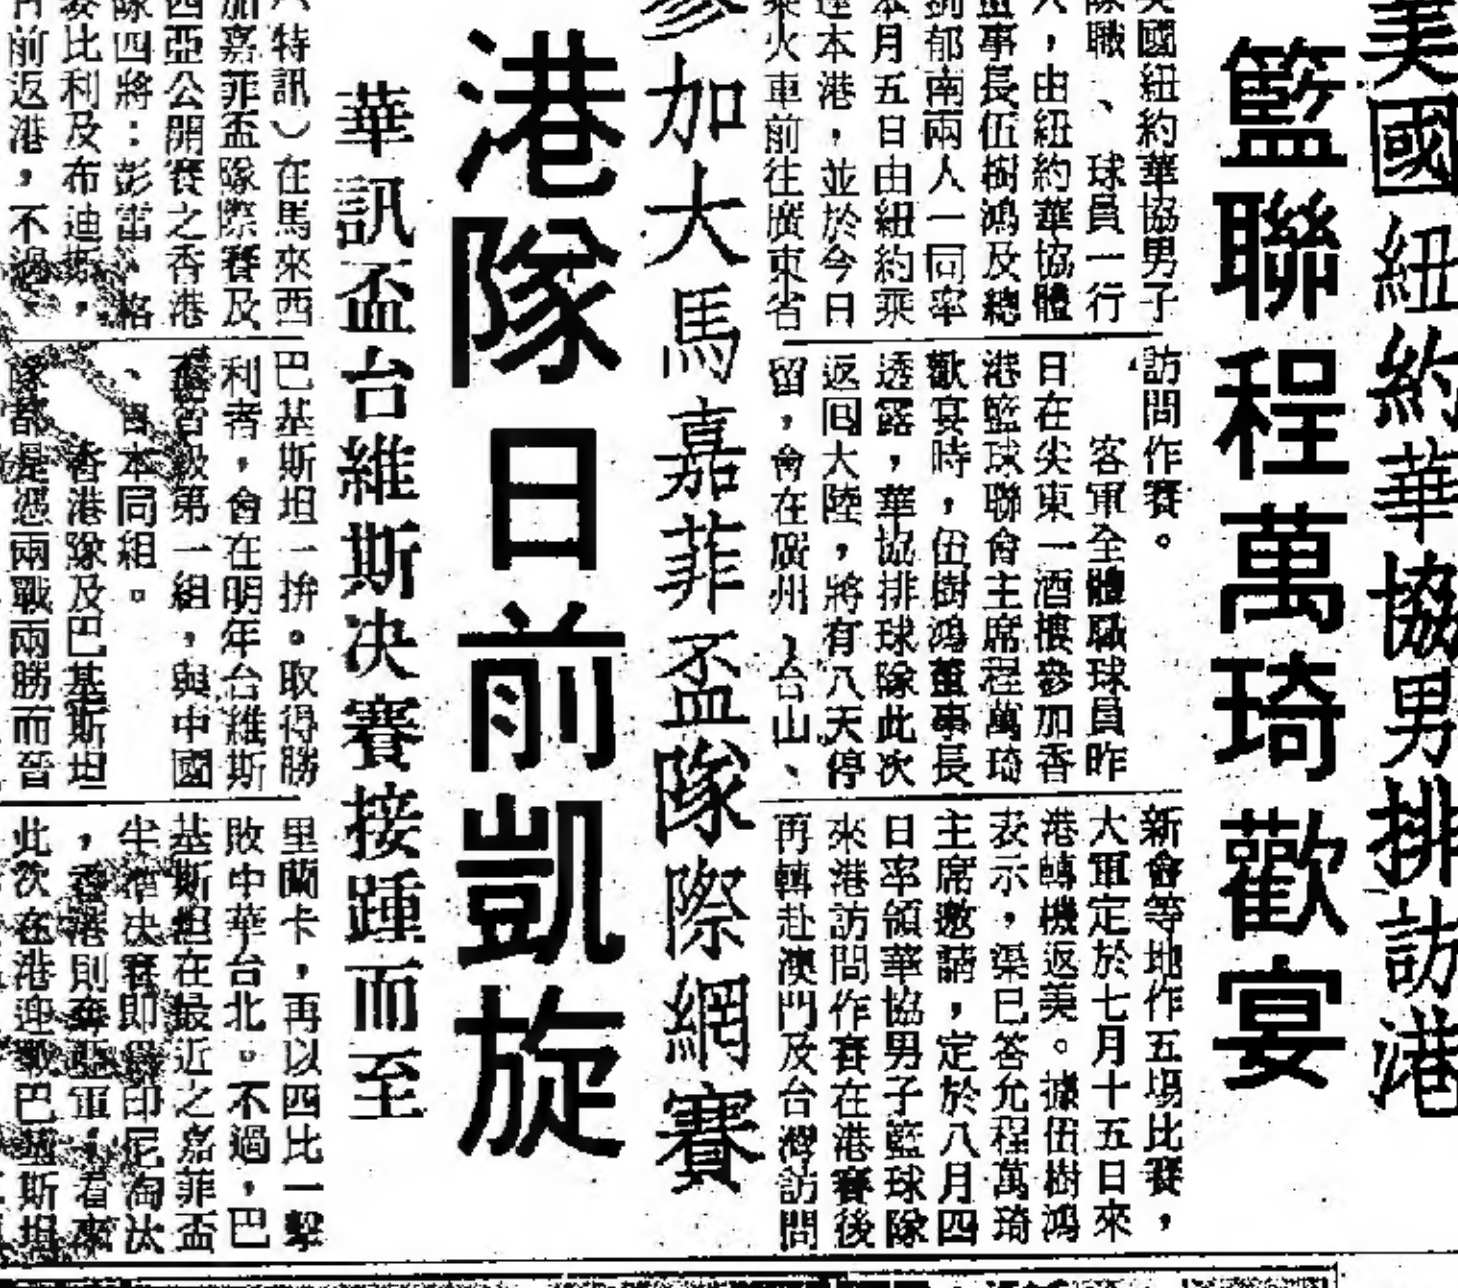 美國紐約華協男排訪港
籃聯程萬琦歡宴
美國紐約華協男子
隊職、球員一行
人，由紐約華協體
監事長伍樹鴻及總
劉郁南兩人一同率
本月五日由紐約乘
達本港，並於今日
乘火車前往廣東省
訪問作賽。
客軍全體職球員昨
日在尖東一酒樓參加香
港籃球聯會主席程萬琦
歡宴時，伍樹鴻董事長
透露，華協排球隊此次
返回大陸，將有八天停
留，會在廣州、台山、
新會等地作五場比賽，
大軍定於七月十五日來
港轉機返美。據伍樹鴻
表示，渠已答允程萬琦
主席邀請，定於八月四
日率領華協男子籃球隊
來港訪問作賽在港賽後
再轉赴澳門及台灣訪問
參加大馬嘉菲盃隊際網賽
港隊日前凱旋
華訊盃台維斯決賽接踵而至
（特訊）在馬來西
加嘉菲盃隊際賽及
西亞公開賽之香港
隊四將：彭雷、格
麥比利及布迪斯，
前返港，不過、
巴基斯坦一拚。取得勝
利者，會在明年台維斯
盃首級第一組，與中國
、日本同組。
香港隊及巴基斯坦
隊都是憑兩戰兩勝而晉
里蘭卡，再以四比一擊
敗中華台北。不過，巴
基斯坦在最近之嘉菲盃
半準決賽即爲印尼淘汰
，香港則奪亞軍，看來
此次在港迎戰巴基斯坦